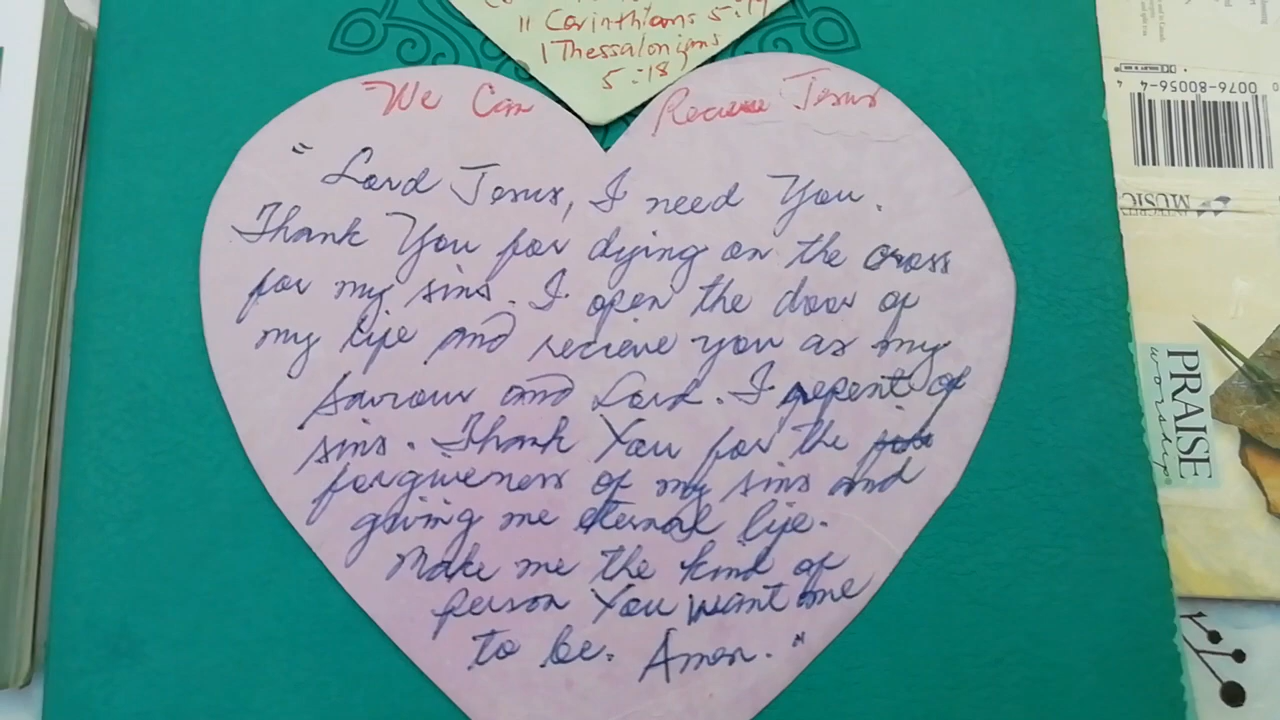 11 Corinthians 5:17
1 Thessalonians
5:18
We Can Recieve Jesus
"Lord Jesus, I need You.
Thank You for dying on the cross
for my sins. I open the door of
my life and recieve you as my
Saviour and Lord. I repent of
sins. Thank You for the
forgiveness of my sins and
giving me eternal life.
Make me the kind of
person You want me
to be. Amen."
0076-80056-4
MUSIC
PRAISE
worship